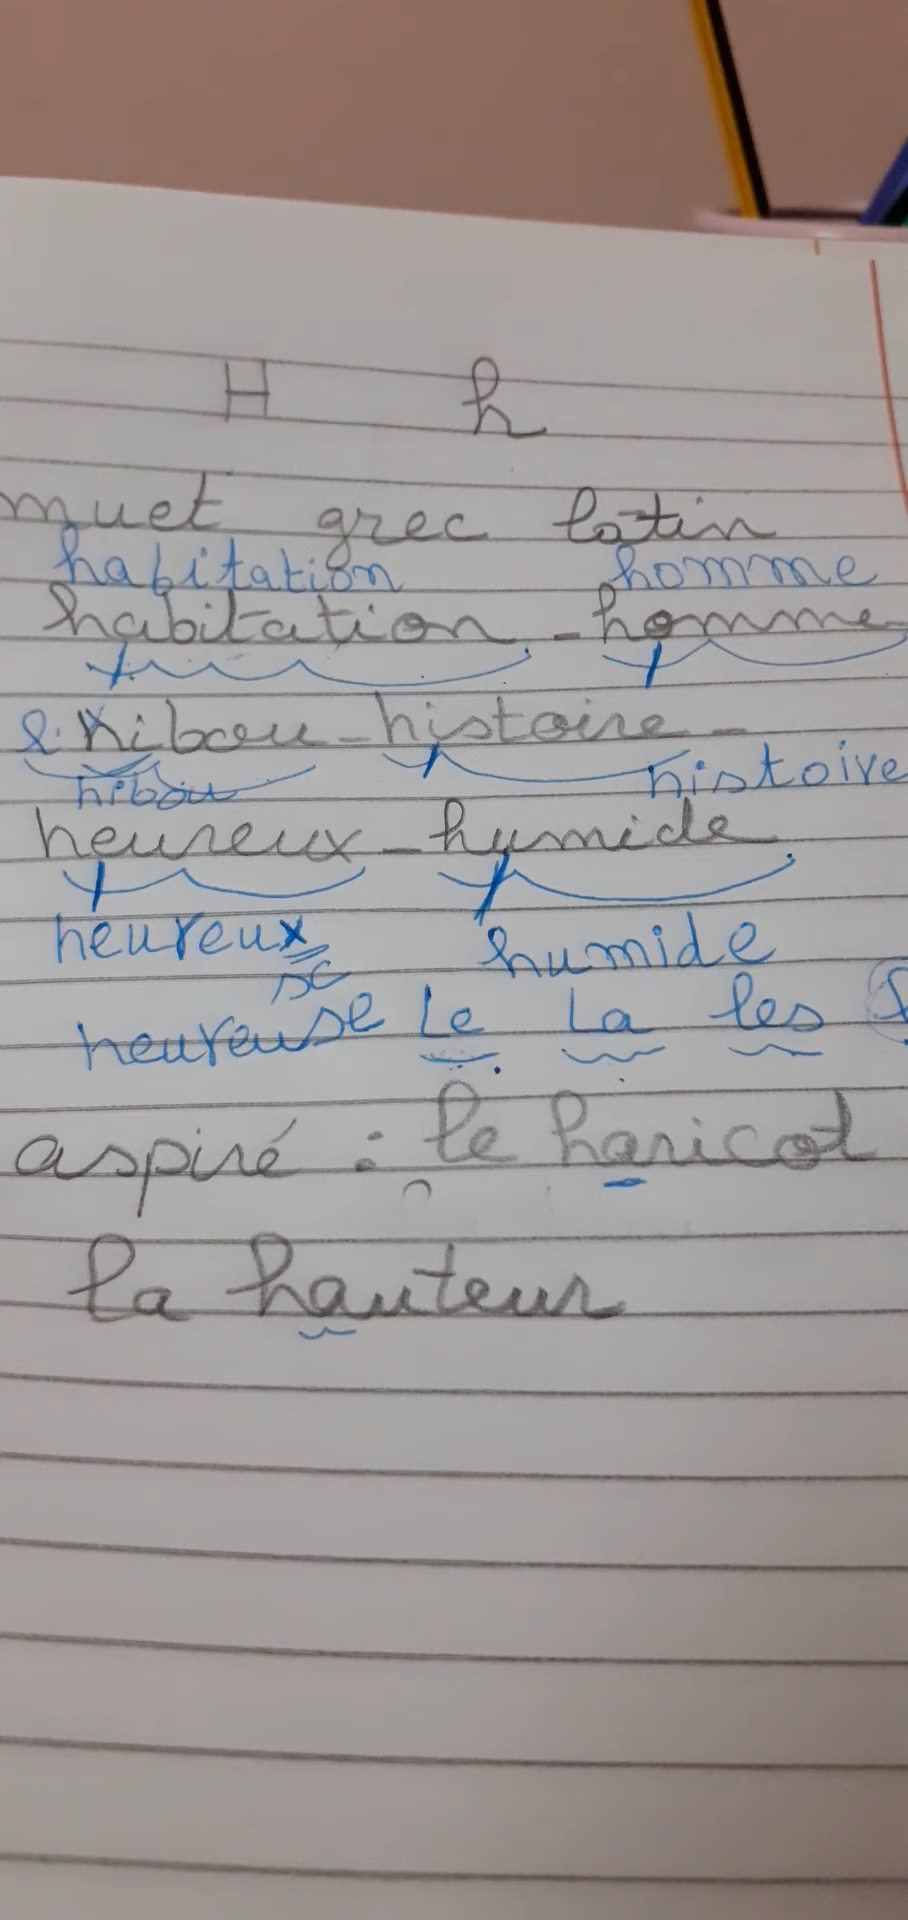 H h
muet grec latin
habitation homme
habitation - homme
hibou - histoire -
hibou histoire
heureux - humide
heureux humide
heureuse Le La les
aspiré : le haricot
la hauteur